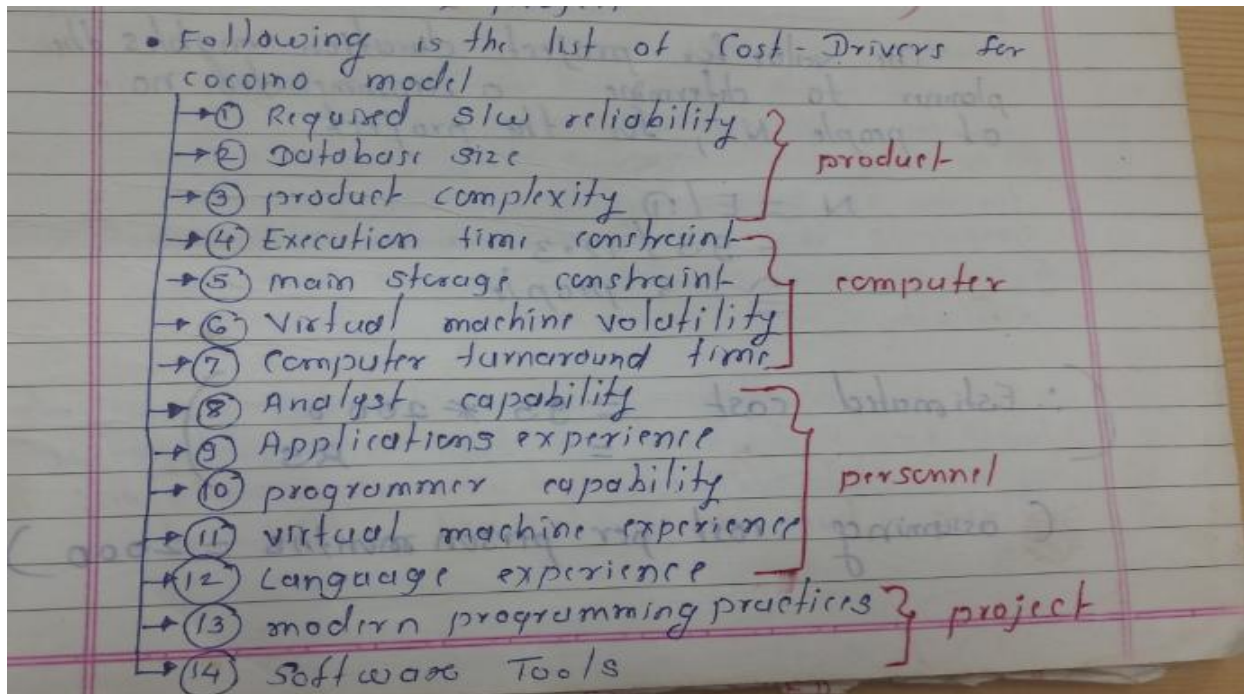 • Following is the list of Cost-Drivers for
cocomo model
→ ① Required S/w reliability
→ ② Database size
product
→ ③ product complexity
→ ④ Execution time constraint
→ ⑤ main storage constraint
computer
→ ⑥ Virtual machine volatility
→ ⑦ Computer turnaround time
→ ⑧ Analyst capability
→ ⑨ Applications experience
→ ⑩ programmer capability
personnel
→ ⑪ virtual machine experience
→ ⑫ Language experience
→ ⑬ modern programming practices
project
→ ⑭ Software Tools